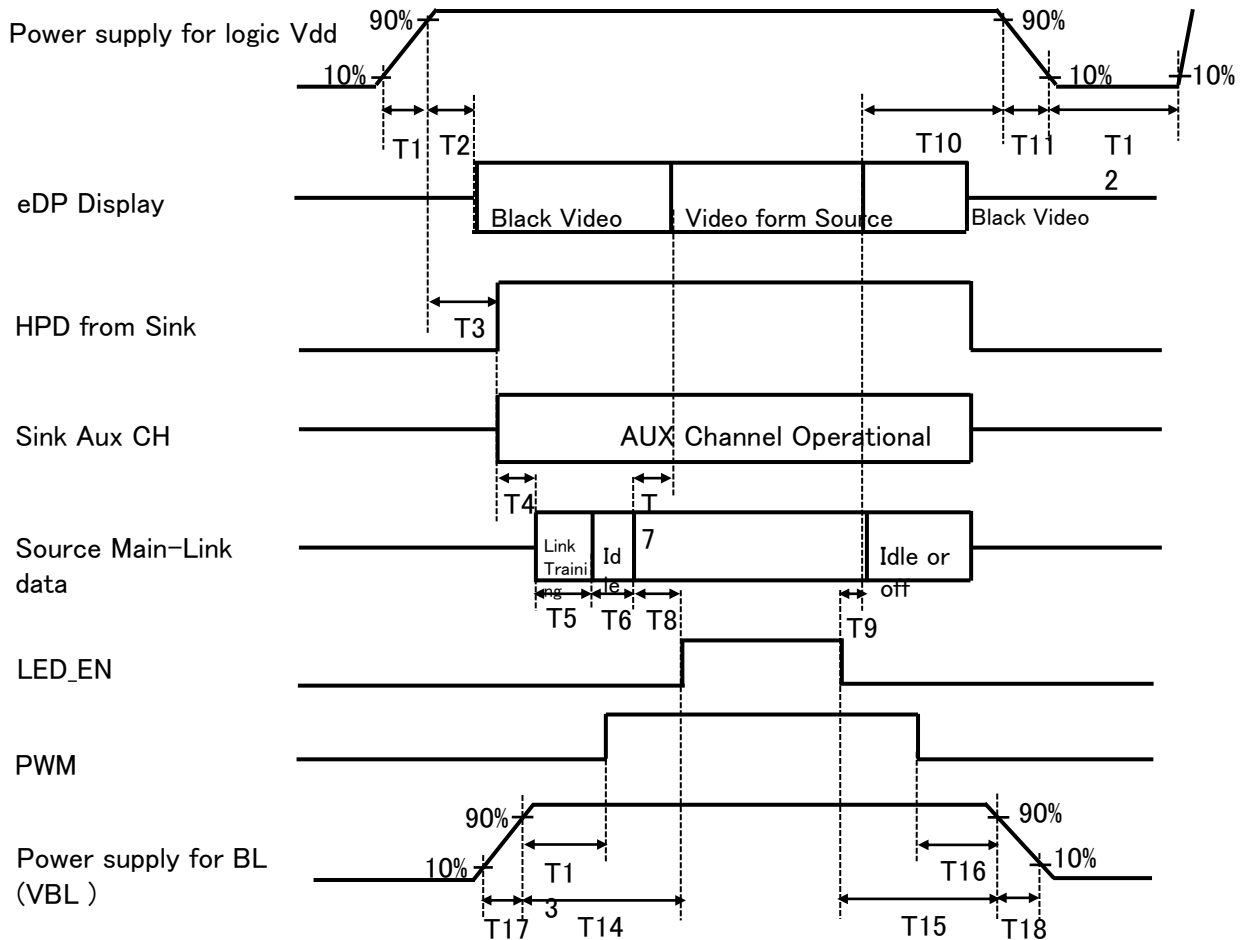 90%
90%
Power supply for logic Vdd
10%
10%
10%
T1
T2
T10
T11
T1
2
eDP Display
Black Video
Video form Source
Black Video
HPD from Sink
T3
Sink Aux CH
AUX Channel Operational
T4
T
7
Source Main-Link
data
Link
Traini
ng
Id
le
Idle or
off
T5
T6
T8
T9
LED_EN
PWM
90%
90%
Power supply for BL
(VBL )
10%
10%
T1
3
T16
T17
T14
T15
T18